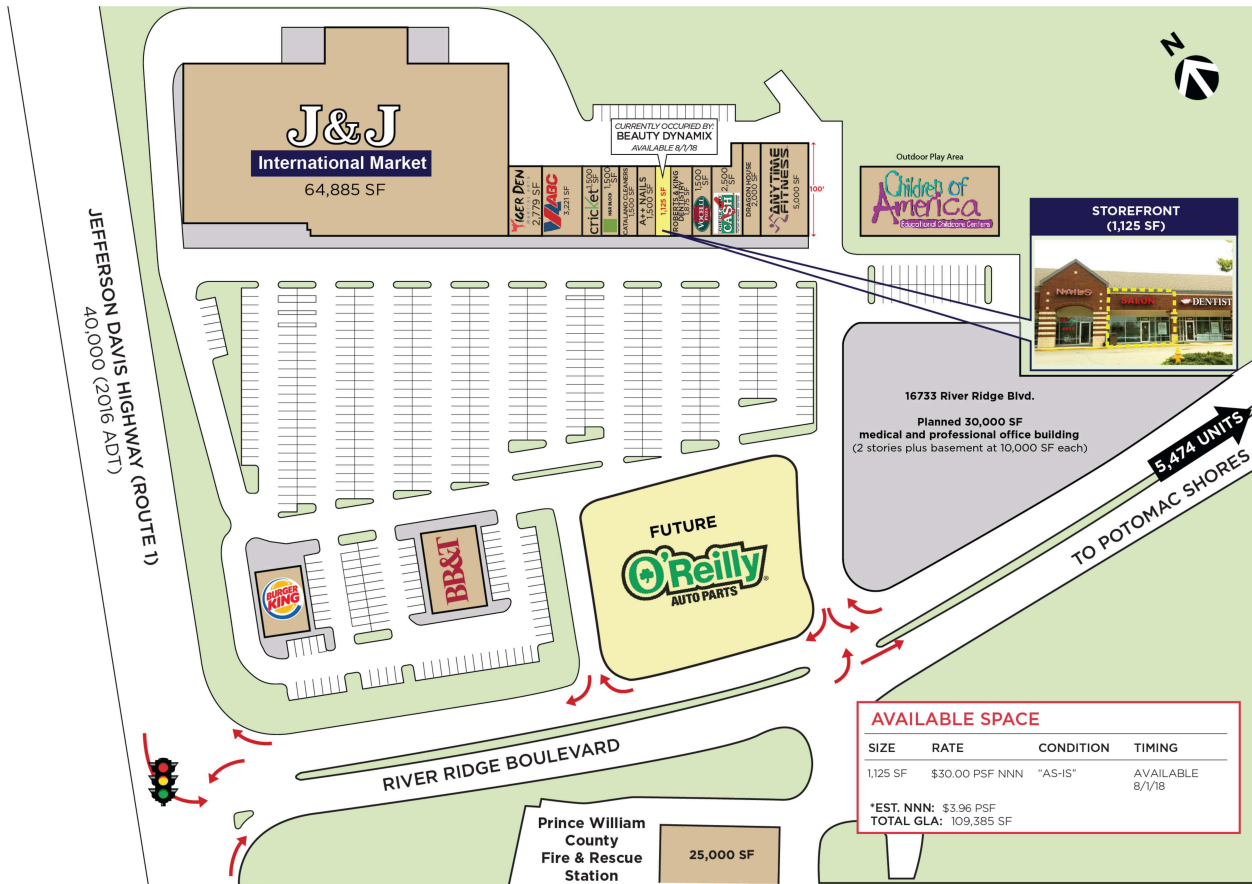 N
J&J
International Market
64,885 SF
CURRENTLY OCCUPIED BY:
BEAUTY DYNAMIX
AVAILABLE 8/1/18
TIGER DEN
2,779 SF
ABC
3,221 SF
cricket
1,500 SF
H&R BLOCK
1,500 SF
CATALANO CLEANERS
1,500 SF
A++ NAILS
1,500 SF
1,125 SF
ROBERTS & KING
DENTISTRY
1,875 SF
1,500 SF
CASH
2,500 SF
DRAGON HOUSE
2,000 SF
ANYTIME
FITNESS
5,000 SF
100'
Outdoor Play Area
Children of
America
Educational Childcare Centers
STOREFRONT
(1,125 SF)
NAILS
SALON
DENTIST
JEFFERSON DAVIS HIGHWAY (ROUTE 1)
40,000 (2016 ADT)
16733 River Ridge Blvd.
Planned 30,000 SF
medical and professional office building
(2 stories plus basement at 10,000 SF each)
5,474 UNITS
TO POTOMAC SHORES
FUTURE
O'Reilly
AUTO PARTS
BURGER
KING
BB&T
RIVER RIDGE BOULEVARD
AVAILABLE SPACE
SIZE RATE CONDITION TIMING
1,125 SF $30.00 PSF NNN "AS-IS" AVAILABLE
8/1/18
*EST. NNN: $3.96 PSF
TOTAL GLA: 109,385 SF
Prince William
County
Fire & Rescue
Station
25,000 SF